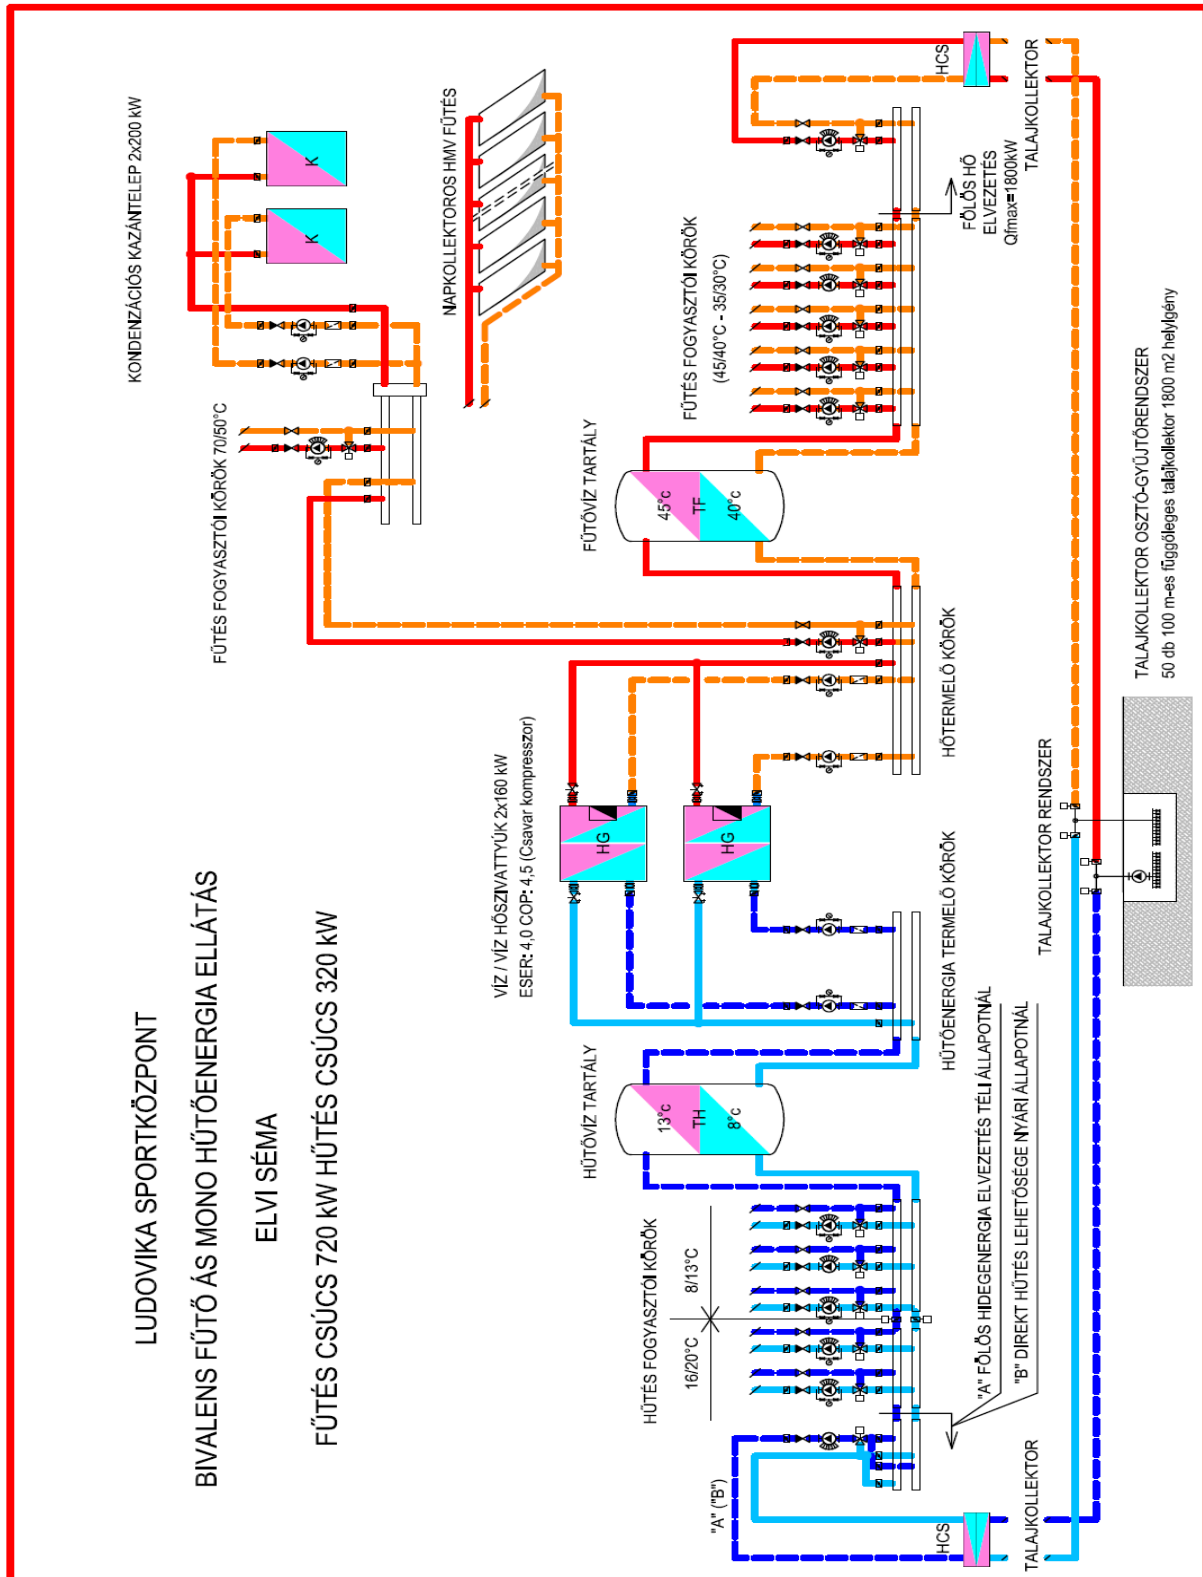 LUDOVIKA SPORTKÖZPONT
BIVALENS FŰTŐ ÁS MONO HŰTŐENERGIA ELLÁTÁS
ELVI SÉMA
FŰTÉS CSÚCS 720 kW HŰTÉS CSÚCS 320 kW
KONDENZÁCIÓS KAZÁNTELEP 2x200 kW
K
K
NAPKOLLEKTOROS HMV FŰTÉS
FŰTÉS FOGYASZTÓI KÖRÖK 70/50°C
VÍZ / VÍZ HŐSZIVATTYÚK 2x160 kW
ESER: 4,0 COP: 4,5 (Csavar kompresszor)
HG
HG
HŰTŐVÍZ TARTÁLY
13°c
TH
8°c
FŰTŐVÍZ TARTÁLY
45°c
TF
40°c
HŰTÉS FOGYASZTÓI KÖRÖK
16/20°C
8/13°C
FŰTÉS FOGYASZTÓI KÖRÖK
(45/40°C - 35/30°C)
HŰTŐENERGIA TERMELŐ KÖRÖK
HŐTERMELŐ KÖRÖK
FÖLÖS HŐ
ELVEZETÉS
Qfmax=1800kW
"A" ("B")
HCS
TALAJKOLLEKTOR
HCS
TALAJKOLLEKTOR
"A" FÖLÖS HIDEGENERGIA ELVEZETÉS TÉLI ÁLLAPOTNÁL
"B" DIREKT HŰTÉS LEHETŐSÉGE NYÁRI ÁLLAPOTNÁL
TALAJKOLLEKTOR RENDSZER
TALAJKOLLEKTOR OSZTÓ-GYŰJTŐRENDSZER
50 db 100 m-es függőleges talajkollektor 1800 m2 helyigény